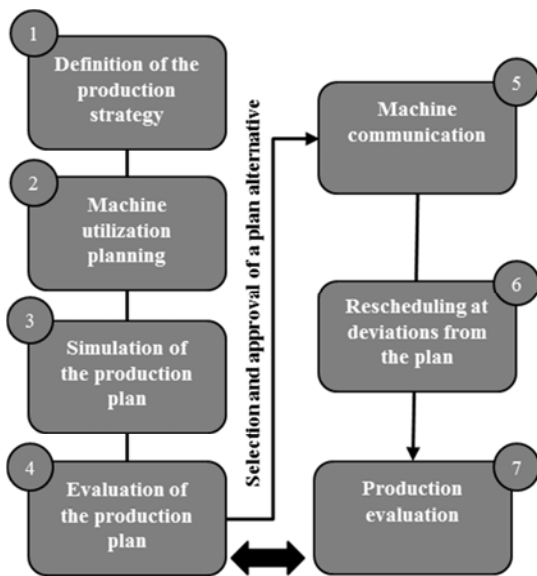 1
Definition of the
production
strategy
2
Machine
utilization
planning
3
Simulation of
the production
plan
4
Evaluation of
the production
plan
Selection and approval of a plan alternative
5
Machine
communication
6
Rescheduling at
deviations from
the plan
7
Production
evaluation